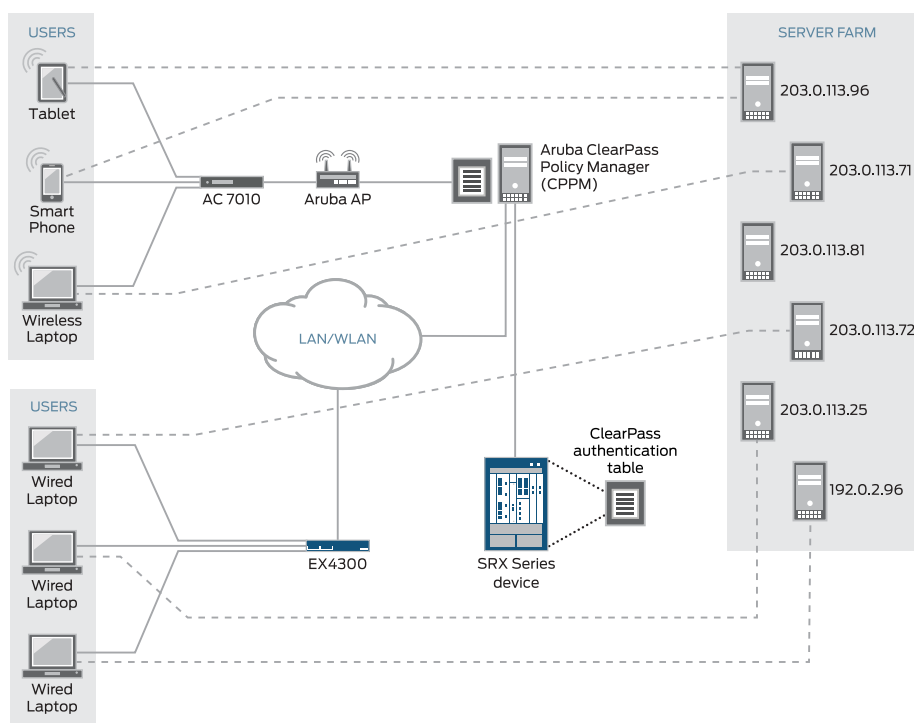 USERS
Tablet
Smart
Phone
Wireless
Laptop
AC 7010
Aruba AP
Aruba ClearPass
Policy Manager
(CPPM)
SERVER FARM
203.0.113.96
203.0.113.71
203.0.113.81
203.0.113.72
203.0.113.25
192.0.2.96
LAN/WLAN
USERS
Wired
Laptop
Wired
Laptop
Wired
Laptop
EX4300
SRX Series
device
ClearPass
authentication
table